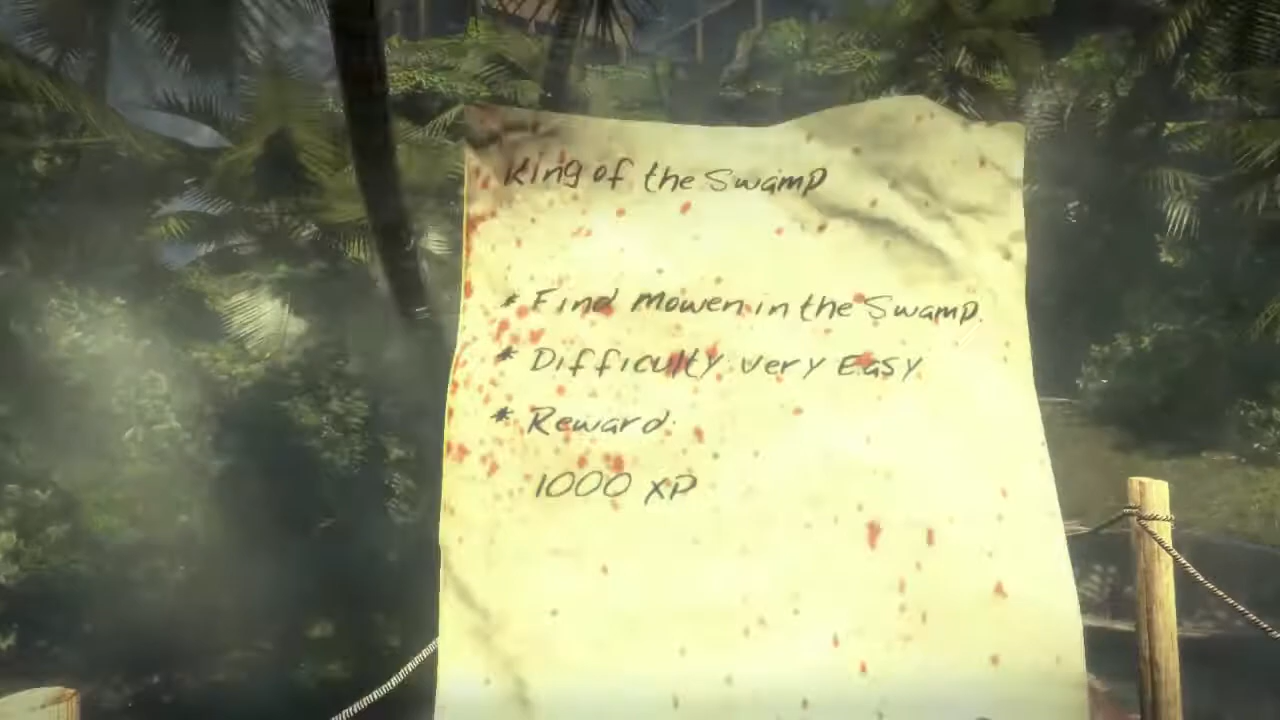 King of the Swamp
* Find Mowen in the Swamp.
* Difficulty very Easy
* Reward:
1000 XP